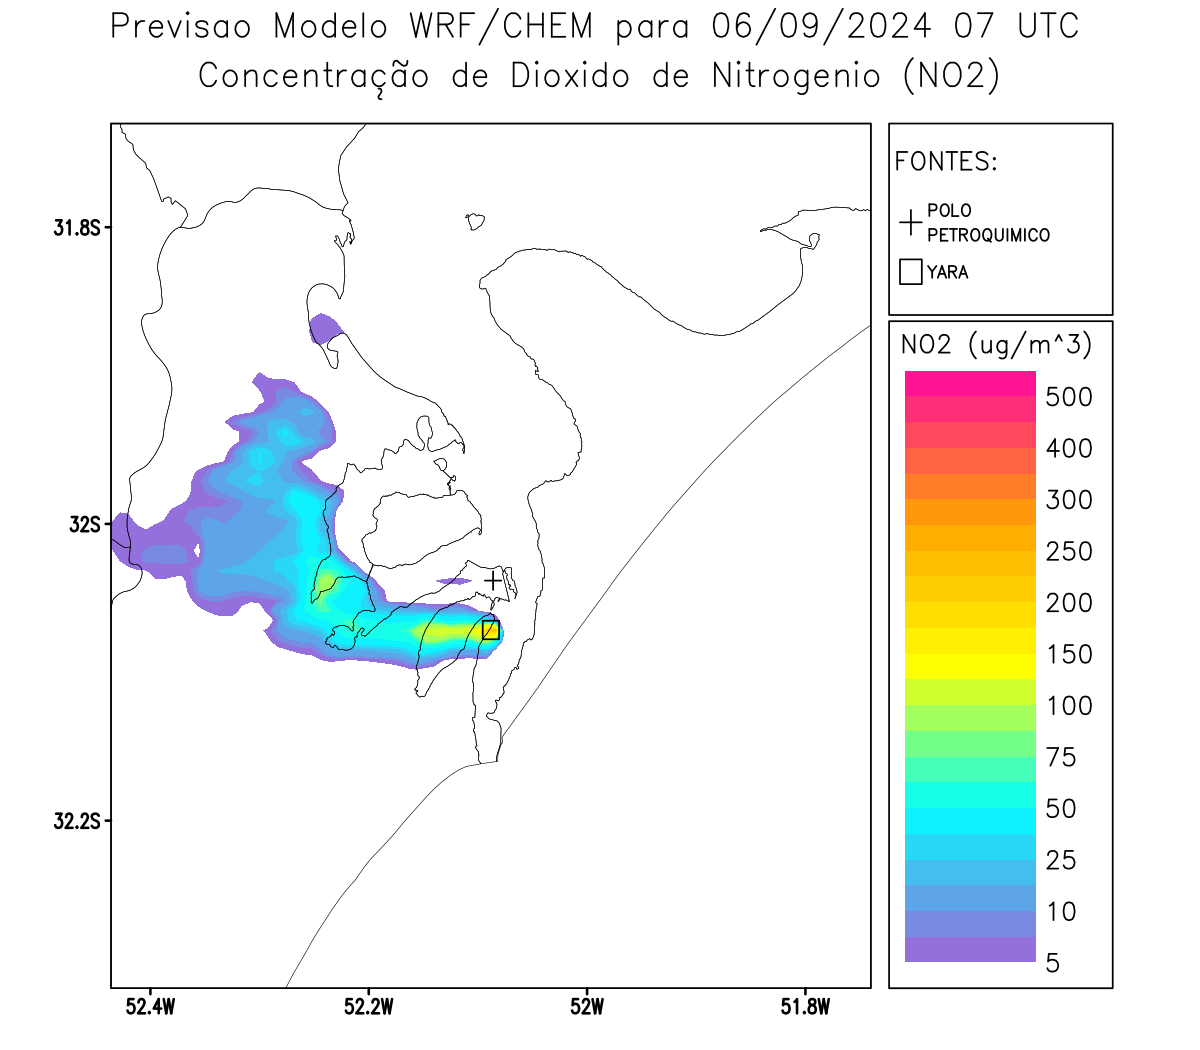 Previsao Modelo WRF/CHEM para 06/09/2024 07 UTC
Concentração de Dioxido de Nitrogenio (NO2)
FONTES:
POLO
PETROQUIMICO
YARA
NO2 (ug/m^3)
500
400
300
250
200
150
100
75
50
25
10
5
31.8S
32S
32.2S
52.4W
52.2W
52W
51.8W